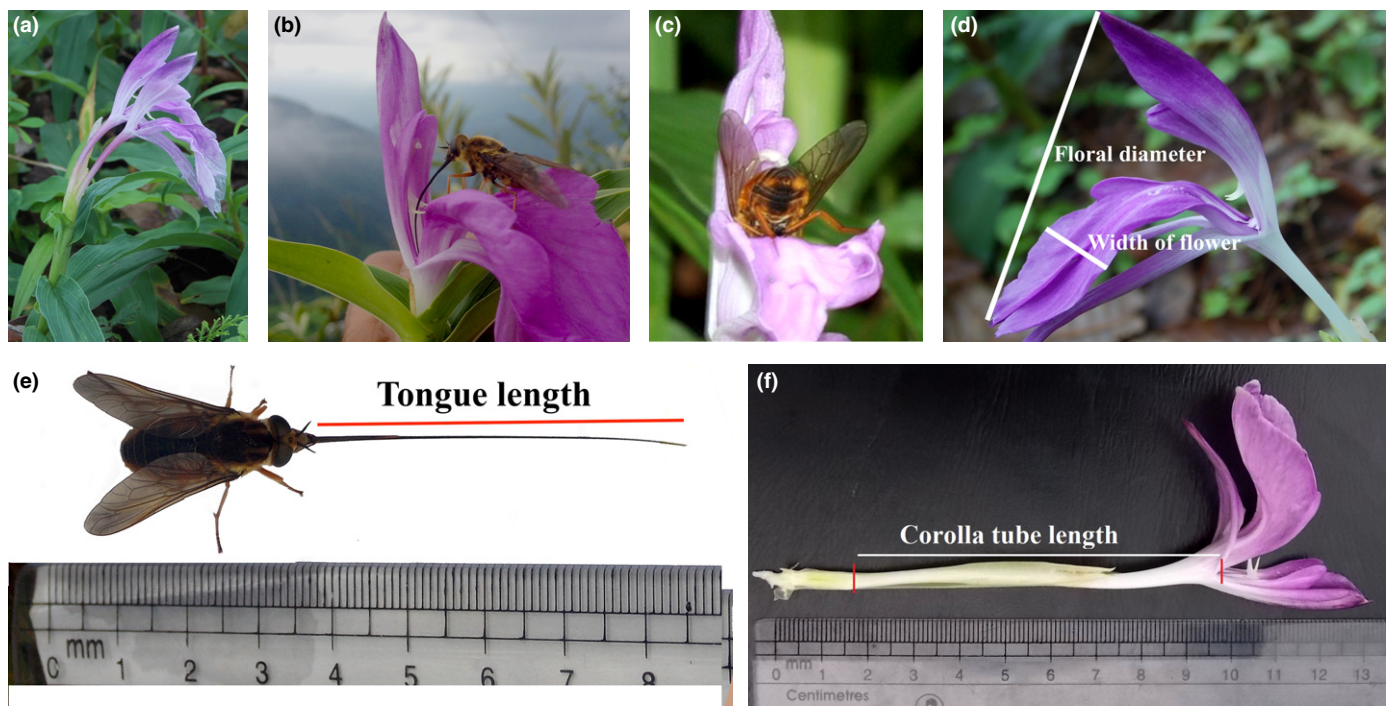 (a)
(b)
(c)
(d)
Floral diameter
Width of flower
(e)
Tongue length
0 mm 1 2 3 4 5 6 7 8
(f)
Corolla tube length
mm
0 1 2 3 4 5 6 7 8 9 10 11 12 13
Centimetres